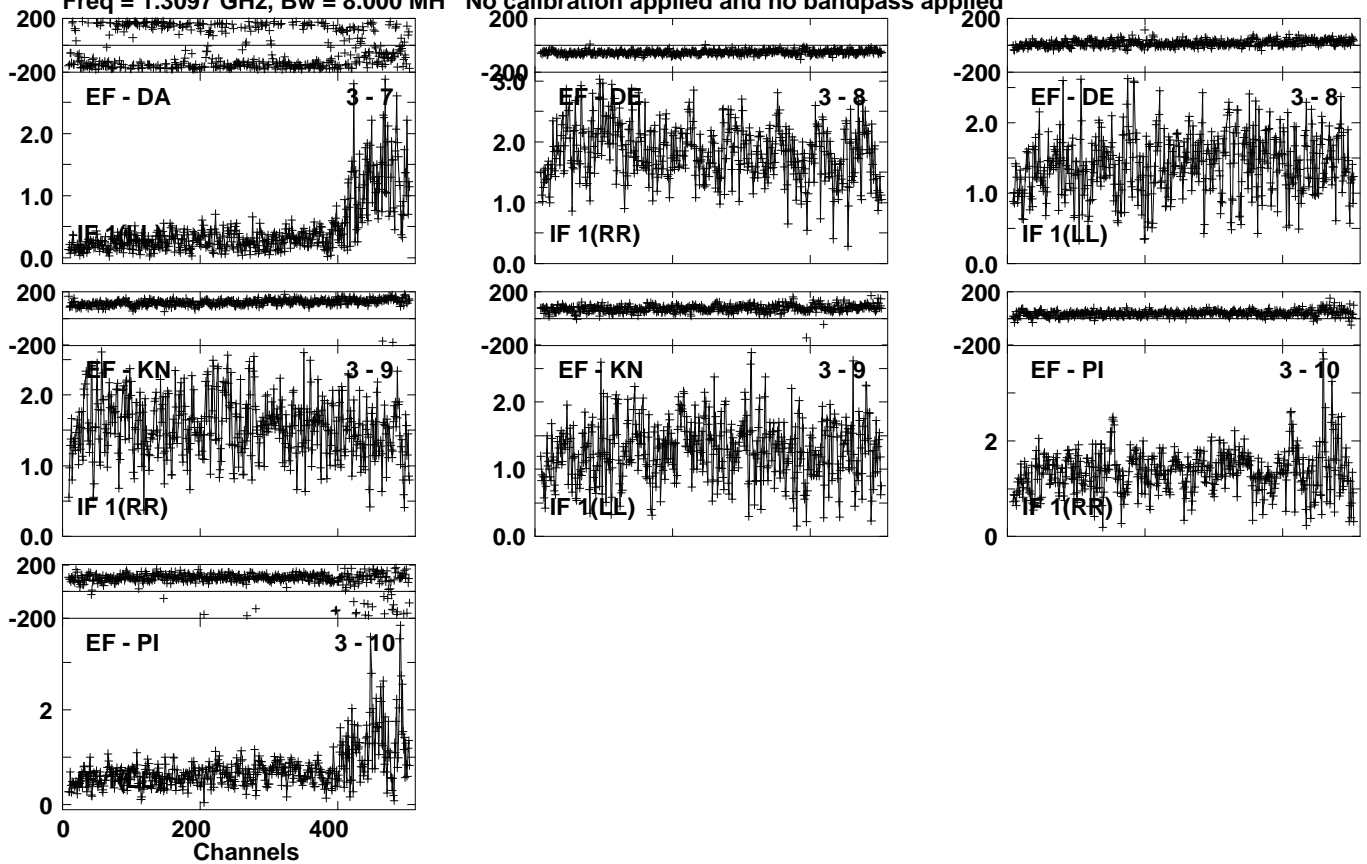 Freq = 1.3097 GHz, Bw = 8.000 MH No calibration applied and no bandpass applied
200
-200
EF - DA 3 - 7
2.0
1.0
IF 1(LL)
0.0
200
-200
3.0
EF - DE 3 - 8
2.0
1.0
IF 1(RR)
0.0
200
-200
EF - DE 3 - 8
2.0
1.0
IF 1(LL)
0.0
200
-200
EF - KN 3 - 9
2.0
1.0
IF 1(RR)
0.0
200
-200
EF - KN 3 - 9
2.0
1.0
IF 1(LL)
0.0
200
-200
EF - PI 3 - 10
2
IF 1(RR)
0
200
-200
EF - PI 3 - 10
2
0
0 200 400
Channels